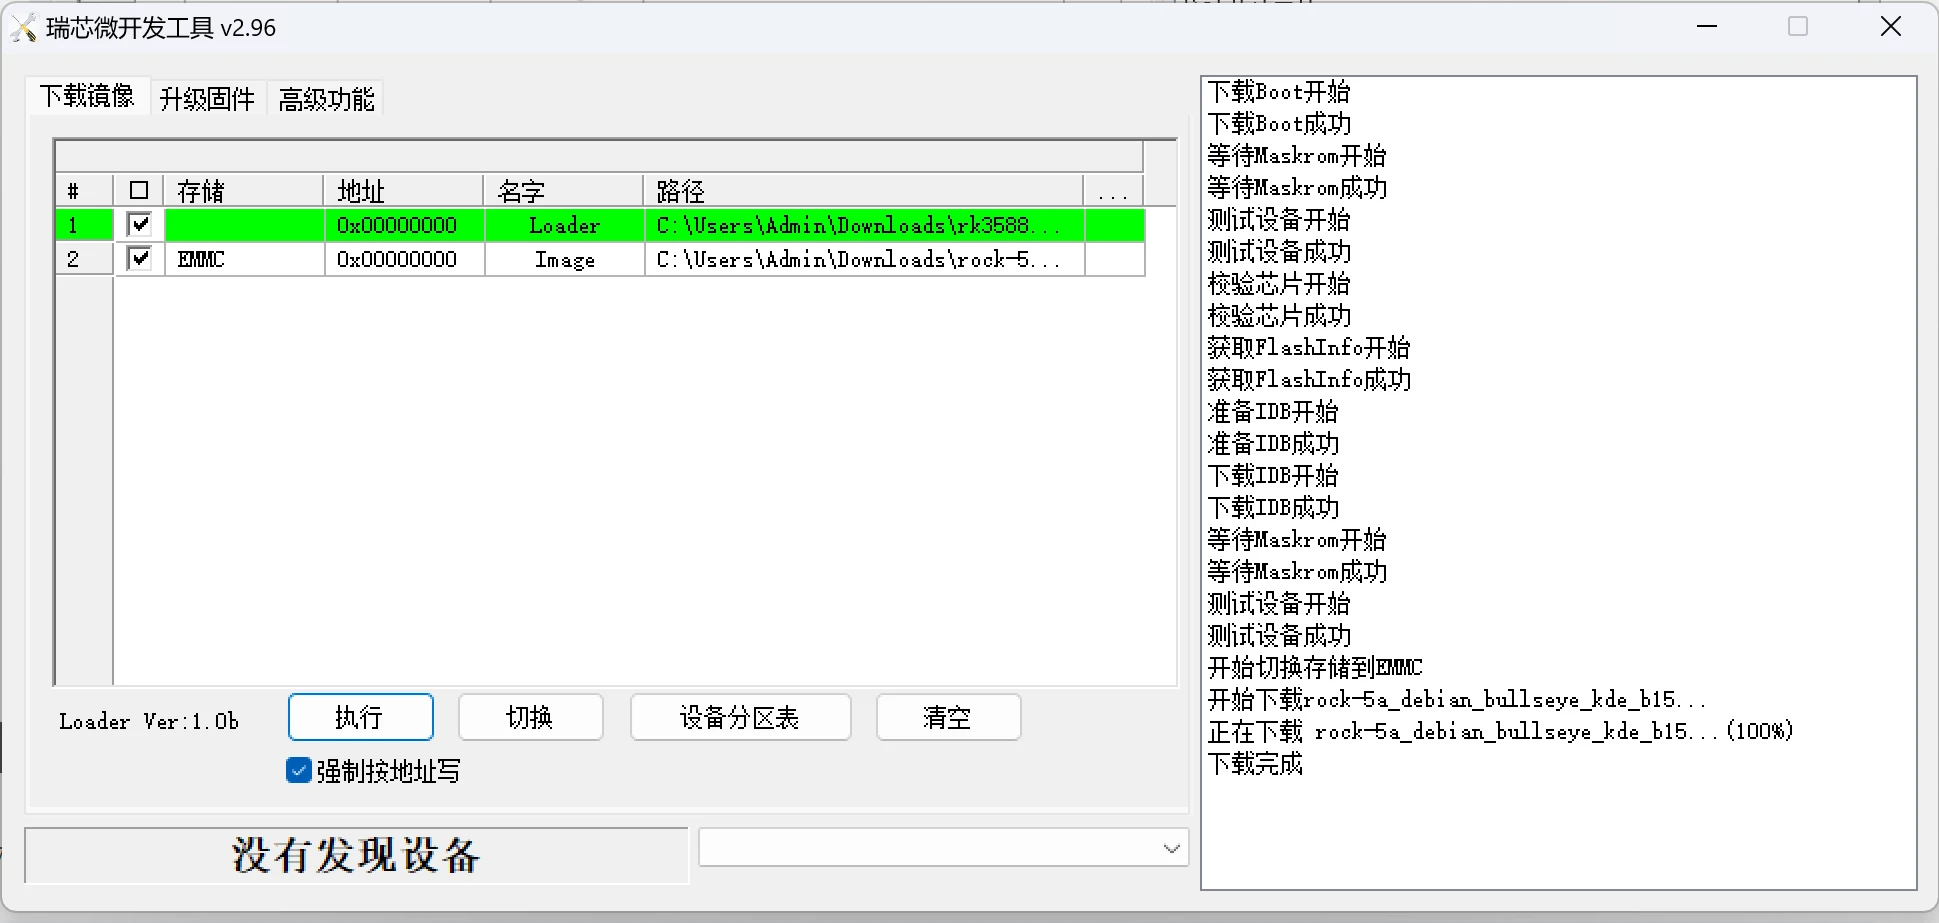 瑞芯微开发工具 v2.96
下载镜像 升级固件 高级功能
# 存储 地址 名字 路径 ...
1 0x00000000 Loader C:\Users\Admin\Downloads\rk3588...
2 EMMC 0x00000000 Image C:\Users\Admin\Downloads\rock-5...
Loader Ver:1.0b 执行 切换 设备分区表 清空
强制按地址写
没有发现设备
下载Boot开始
下载Boot成功
等待Maskrom开始
等待Maskrom成功
测试设备开始
测试设备成功
校验芯片开始
校验芯片成功
获取FlashInfo开始
获取FlashInfo成功
准备IDB开始
准备IDB成功
下载IDB开始
下载IDB成功
等待Maskrom开始
等待Maskrom成功
测试设备开始
测试设备成功
开始切换存储到EMMC
开始下载rock-5a_debian_bullseye_kde_b15...
正在下载 rock-5a_debian_bullseye_kde_b15...(100%)
下载完成